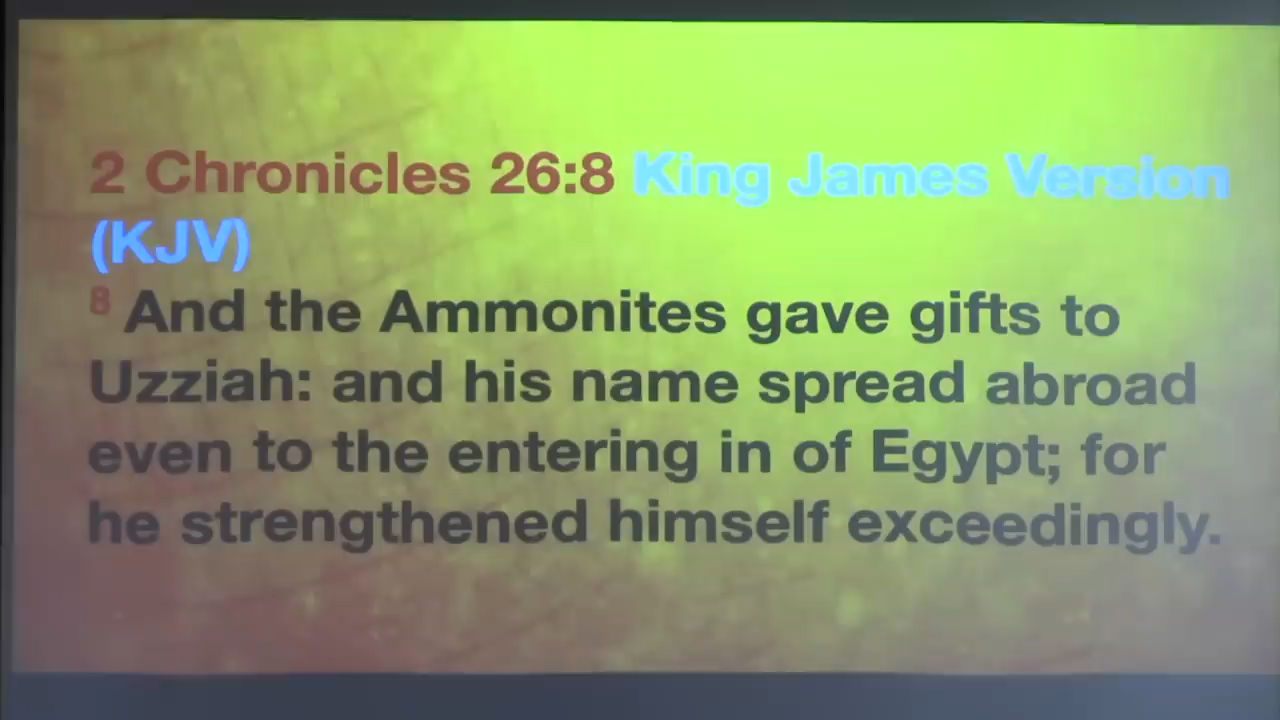 2 Chronicles 26:8 King James Version
(KJV)
8 And the Ammonites gave gifts to
Uzziah: and his name spread abroad
even to the entering in of Egypt; for
he strengthened himself exceedingly.